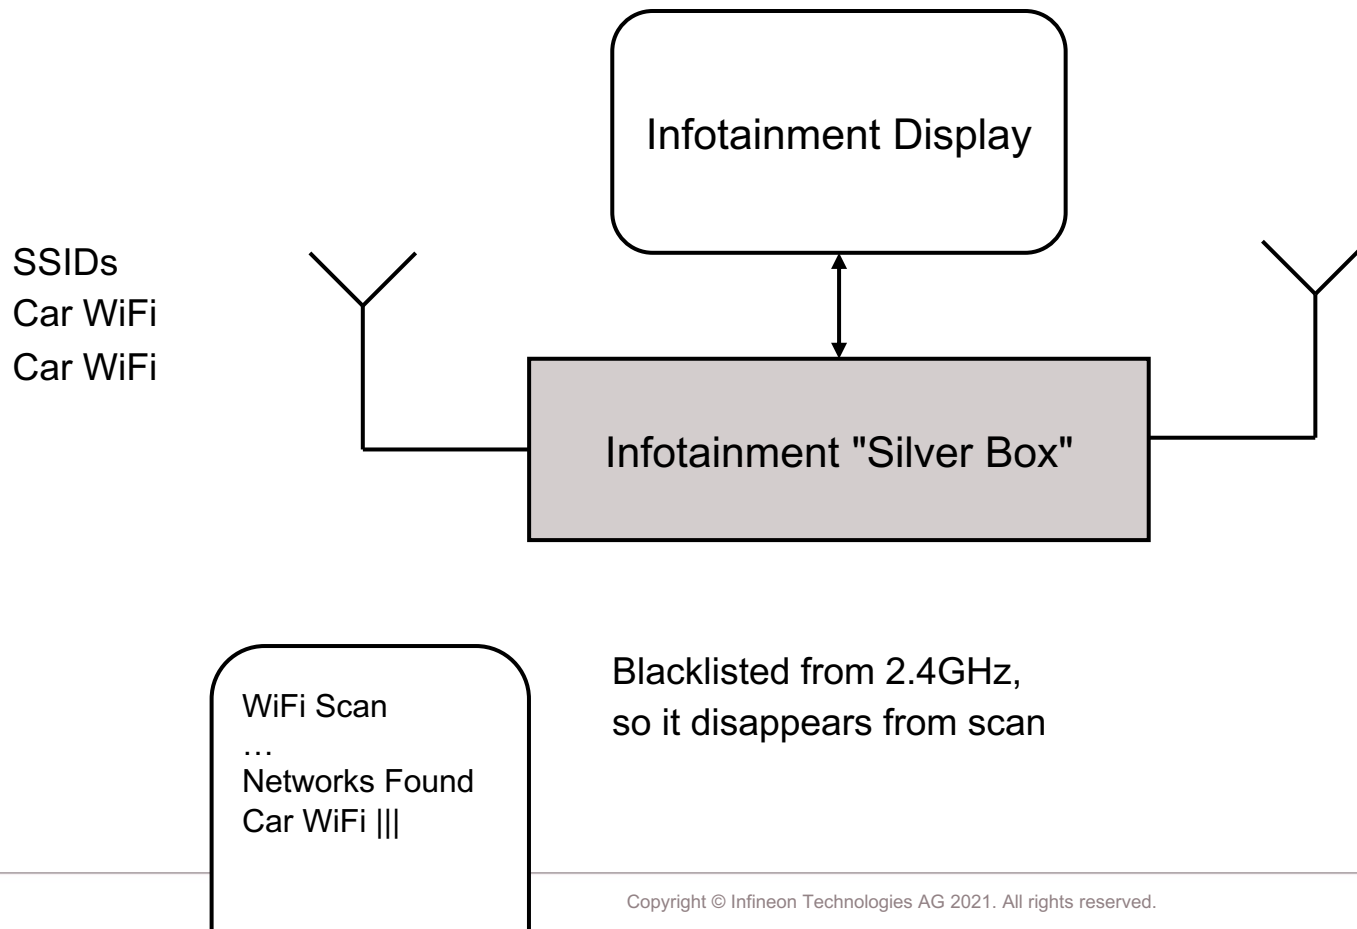 Infotainment Display
SSIDs
Car WiFi
Car WiFi
Infotainment "Silver Box"
WiFi Scan
…
Networks Found
Car WiFi |||
Blacklisted from 2.4GHz,
so it disappears from scan
Copyright © Infineon Technologies AG 2021. All rights reserved.